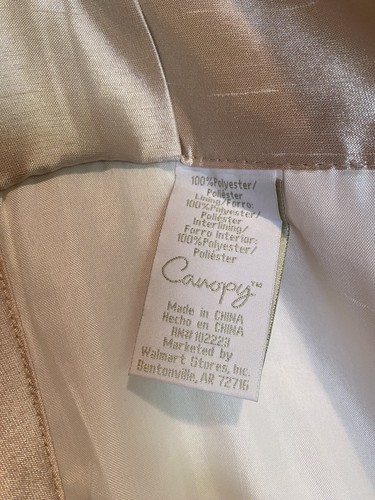 100%Polyester/
Poliéster
Lining/Forro:
100%Polyester/
Poliéster
Interlining/
Forro Interior:
100%Polyester/
Poliéster
Canopy™
Made in CHINA
Hecho en CHINA
RN#102223
Marketed by
Walmart Stores, Inc.
Bentonville, AR 72716